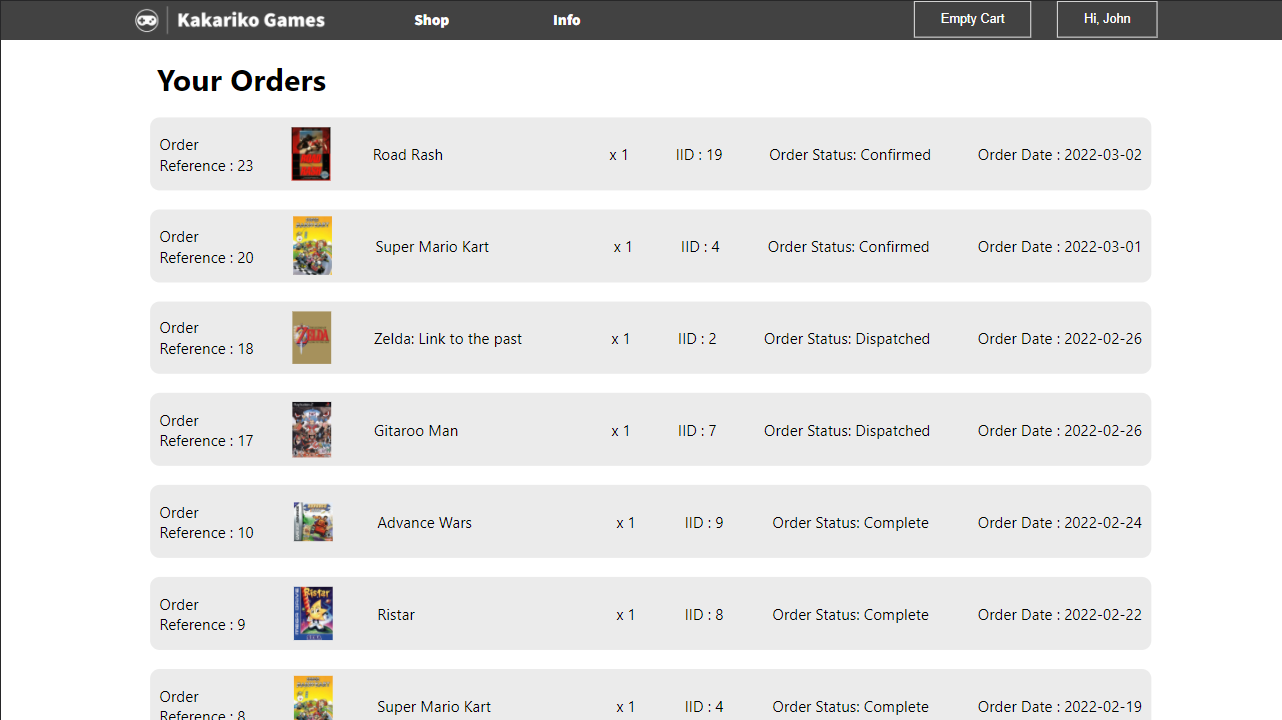 Kakariko Games Shop Info Empty Cart Hi, John
Your Orders
Order
Reference : 23
Road Rash x 1 IID : 19 Order Status: Confirmed Order Date : 2022-03-02
Order
Reference : 20
Super Mario Kart x 1 IID : 4 Order Status: Confirmed Order Date : 2022-03-01
Order
Reference : 18
ZELDA
Zelda: Link to the past x 1 IID : 2 Order Status: Dispatched Order Date : 2022-02-26
Order
Reference : 17
Gitaroo Man x 1 IID : 7 Order Status: Dispatched Order Date : 2022-02-26
Order
Reference : 10
Advance Wars x 1 IID : 9 Order Status: Complete Order Date : 2022-02-24
Order
Reference : 9
Ristar
Ristar x 1 IID : 8 Order Status: Complete Order Date : 2022-02-22
Order
Reference : 8
Super Mario Kart x 1 IID : 4 Order Status: Complete Order Date : 2022-02-19